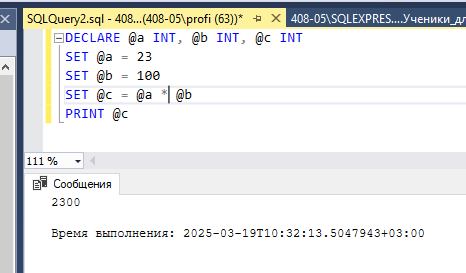 SQLQuery2.sql - 408...(408-05\profi (63))*
408-05\SQLEXPRES....Ученики_дл
DECLARE @a INT, @b INT, @c INT
SET @a = 23
SET @b = 100
SET @c = @a * @b
PRINT @c
111 %
Сообщения
2300
Время выполнения: 2025-03-19T10:32:13.5047943+03:00